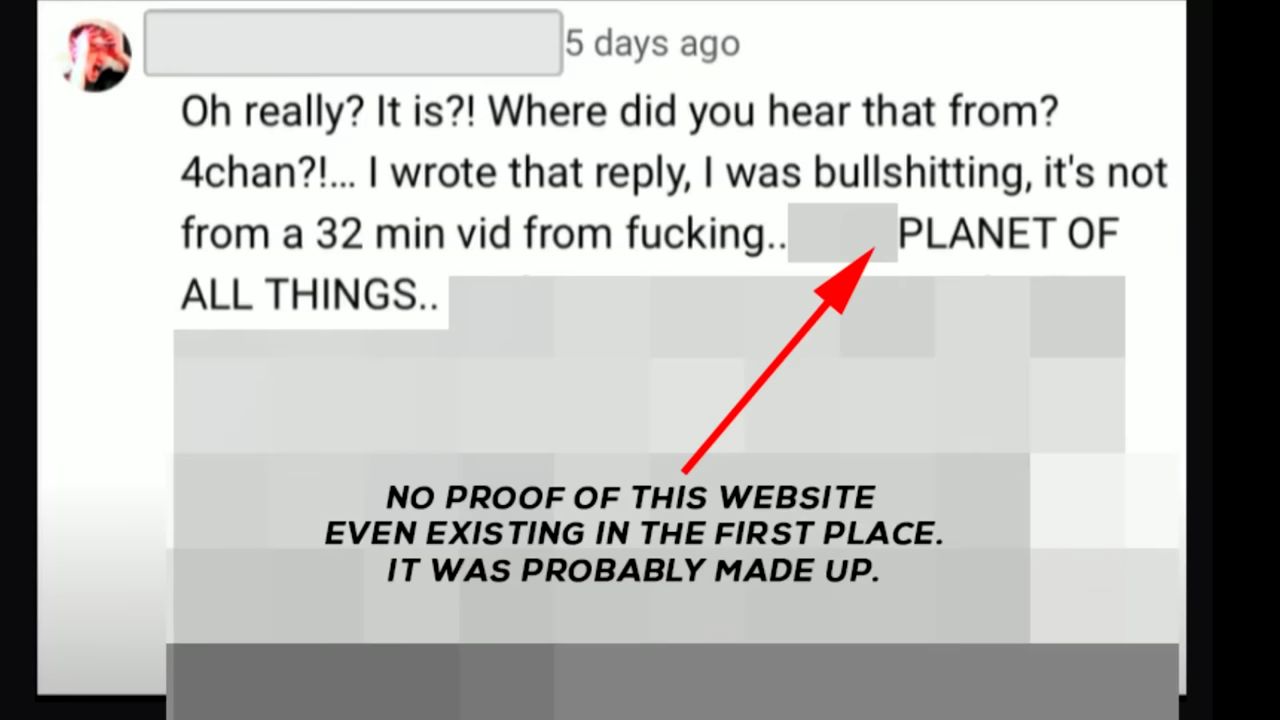 5 days ago
Oh really? It is?! Where did you hear that from?
4chan?!... I wrote that reply, I was bullshitting, it's not
from a 32 min vid from fucking.. PLANET OF
ALL THINGS..
NO PROOF OF THIS WEBSITE
EVEN EXISTING IN THE FIRST PLACE.
IT WAS PROBABLY MADE UP.